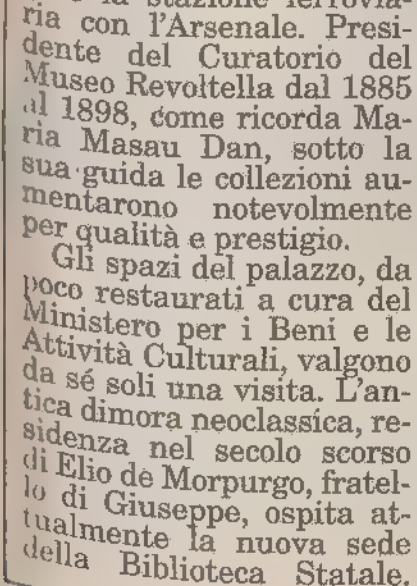 la stazione ferrovia-
ria con l'Arsenale. Presi-
dente del Curatorio del
Museo Revoltella dal 1885
al 1898, come ricorda Ma-
ria Masau Dan, sotto la
sua guida le collezioni au-
mentarono notevolmente
per qualità e prestigio.
Gli spazi del palazzo, da
poco restaurati a cura del
Ministero per i Beni e le
Attività Culturali, valgono
da sé soli una visita. L'an-
tica dimora neoclassica, re-
sidenza nel secolo scorso
di Elio de Morpurgo, fratel-
lo di Giuseppe, ospita at-
tualmente la nuova sede
della Biblioteca Statale.